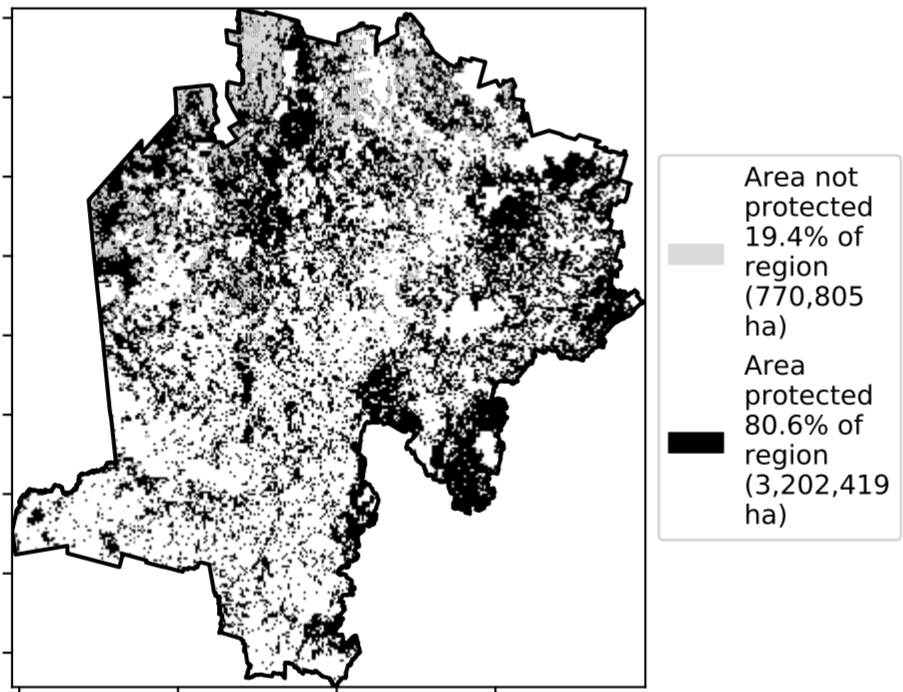 Area not
protected
19.4% of
region
(770,805
ha)
Area
protected
80.6% of
region
(3,202,419
ha)